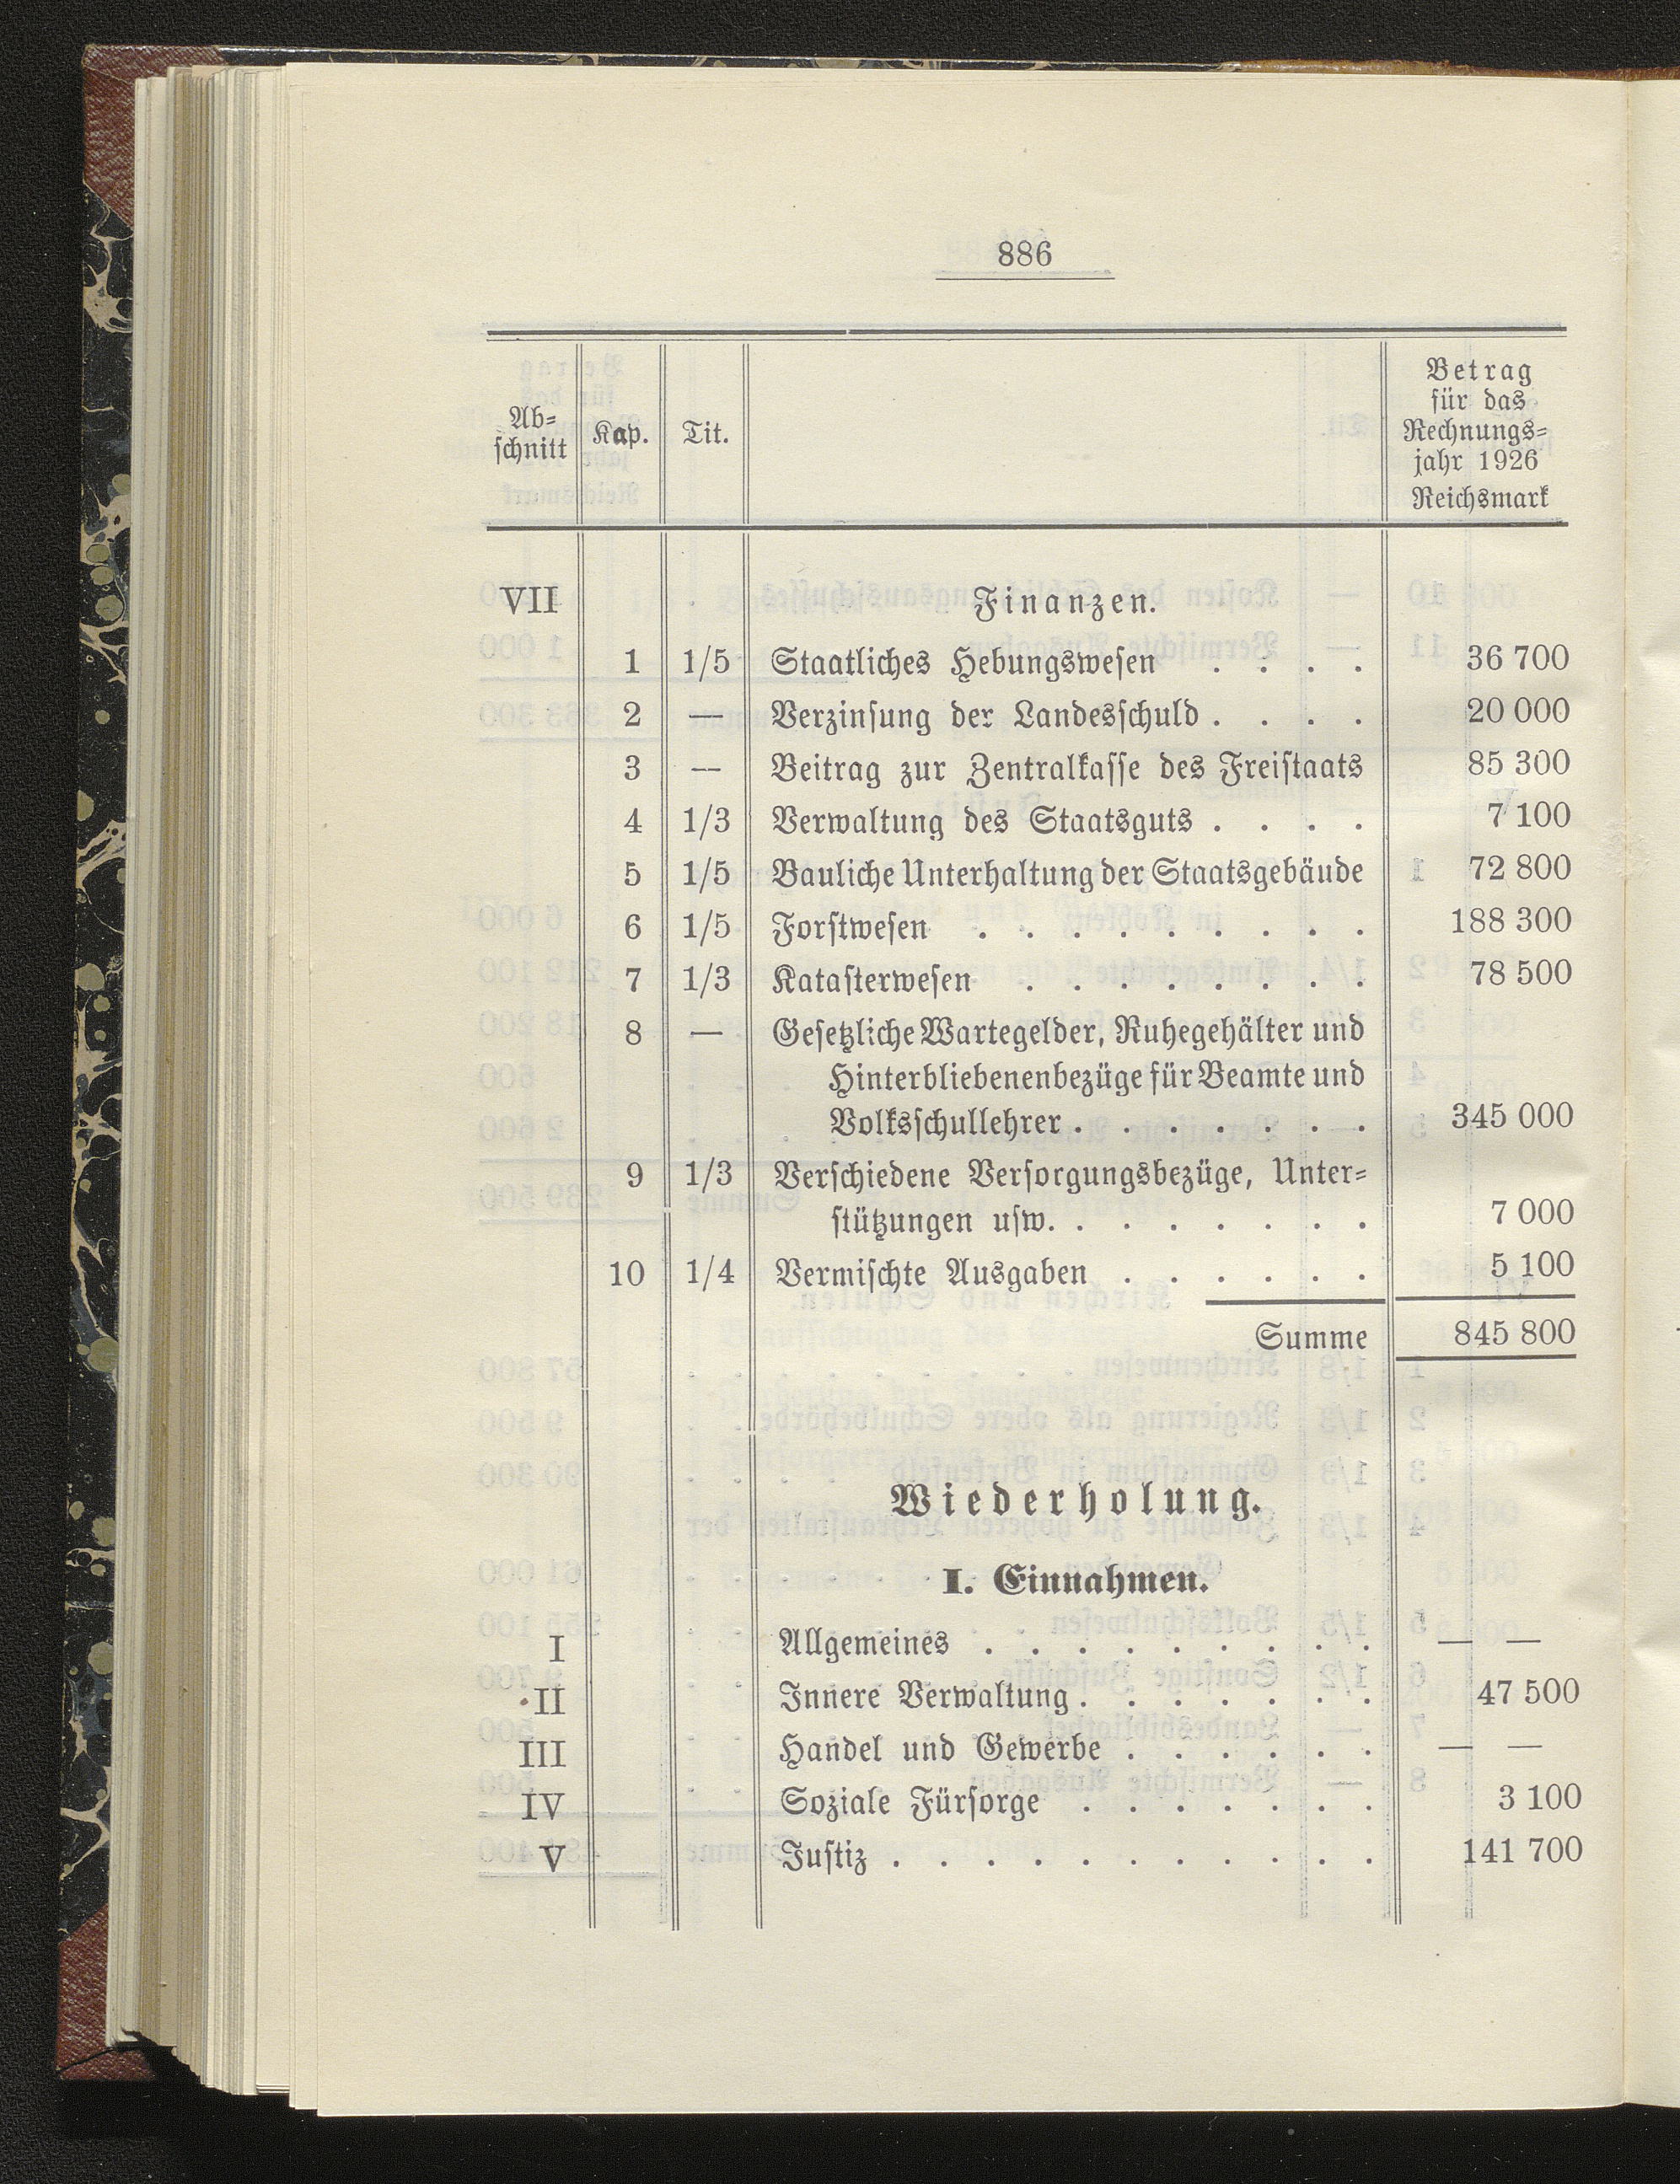 886
Ab-
schnitt Kap. Tit. Betrag
für das
Rechnungs-
jahr 1926
Reichsmark
VII Finanzen.
1 1/5 Staatliches Hebungswesen . . . . 36 700
2 — Verzinsung der Landesschuld . . . . 20 000
3 — Beitrag zur Zentralkasse des Freistaats 85 300
4 1/3 Verwaltung des Staatsguts . . . . 7 100
5 1/5 Bauliche Unterhaltung der Staatsgebäude 72 800
6 1/5 Forstwesen . . . . . . . . . 188 300
7 1/3 Katasterwesen . . . . . . . . 78 500
8 — Gesetzliche Wartegelder, Ruhegehälter und
Hinterbliebenenbezüge für Beamte und
Volksschullehrer . . . . . . . 345 000
9 1/3 Verschiedene Versorgungsbezüge, Unter-
stützungen usw. . . . . . . . 7 000
10 1/4 Vermischte Ausgaben . . . . . . 5 100
Summe 845 800
Wiederholung.
I. Einnahmen.
I Allgemeines . . . . . . . . . — —
II Innere Verwaltung . . . . . . . 47 500
III Handel und Gewerbe . . . . . . — —
IV Soziale Fürsorge . . . . . . . 3 100
V Justiz . . . . . . . . . . . 141 700